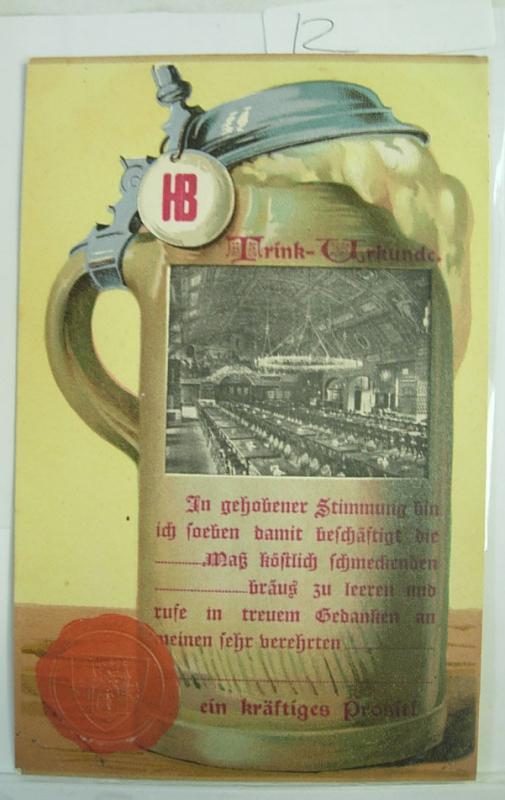 12
HB
Trink-Urkunde.
In gehobener Stimmung bin
ich soeben damit beschäftigt die
............Maß köstlich schmeckenden
......................bräus zu leeren und
rufe in treuem Gedanken an
meinen sehr verehrten......................
ein kräftiges Prosit!